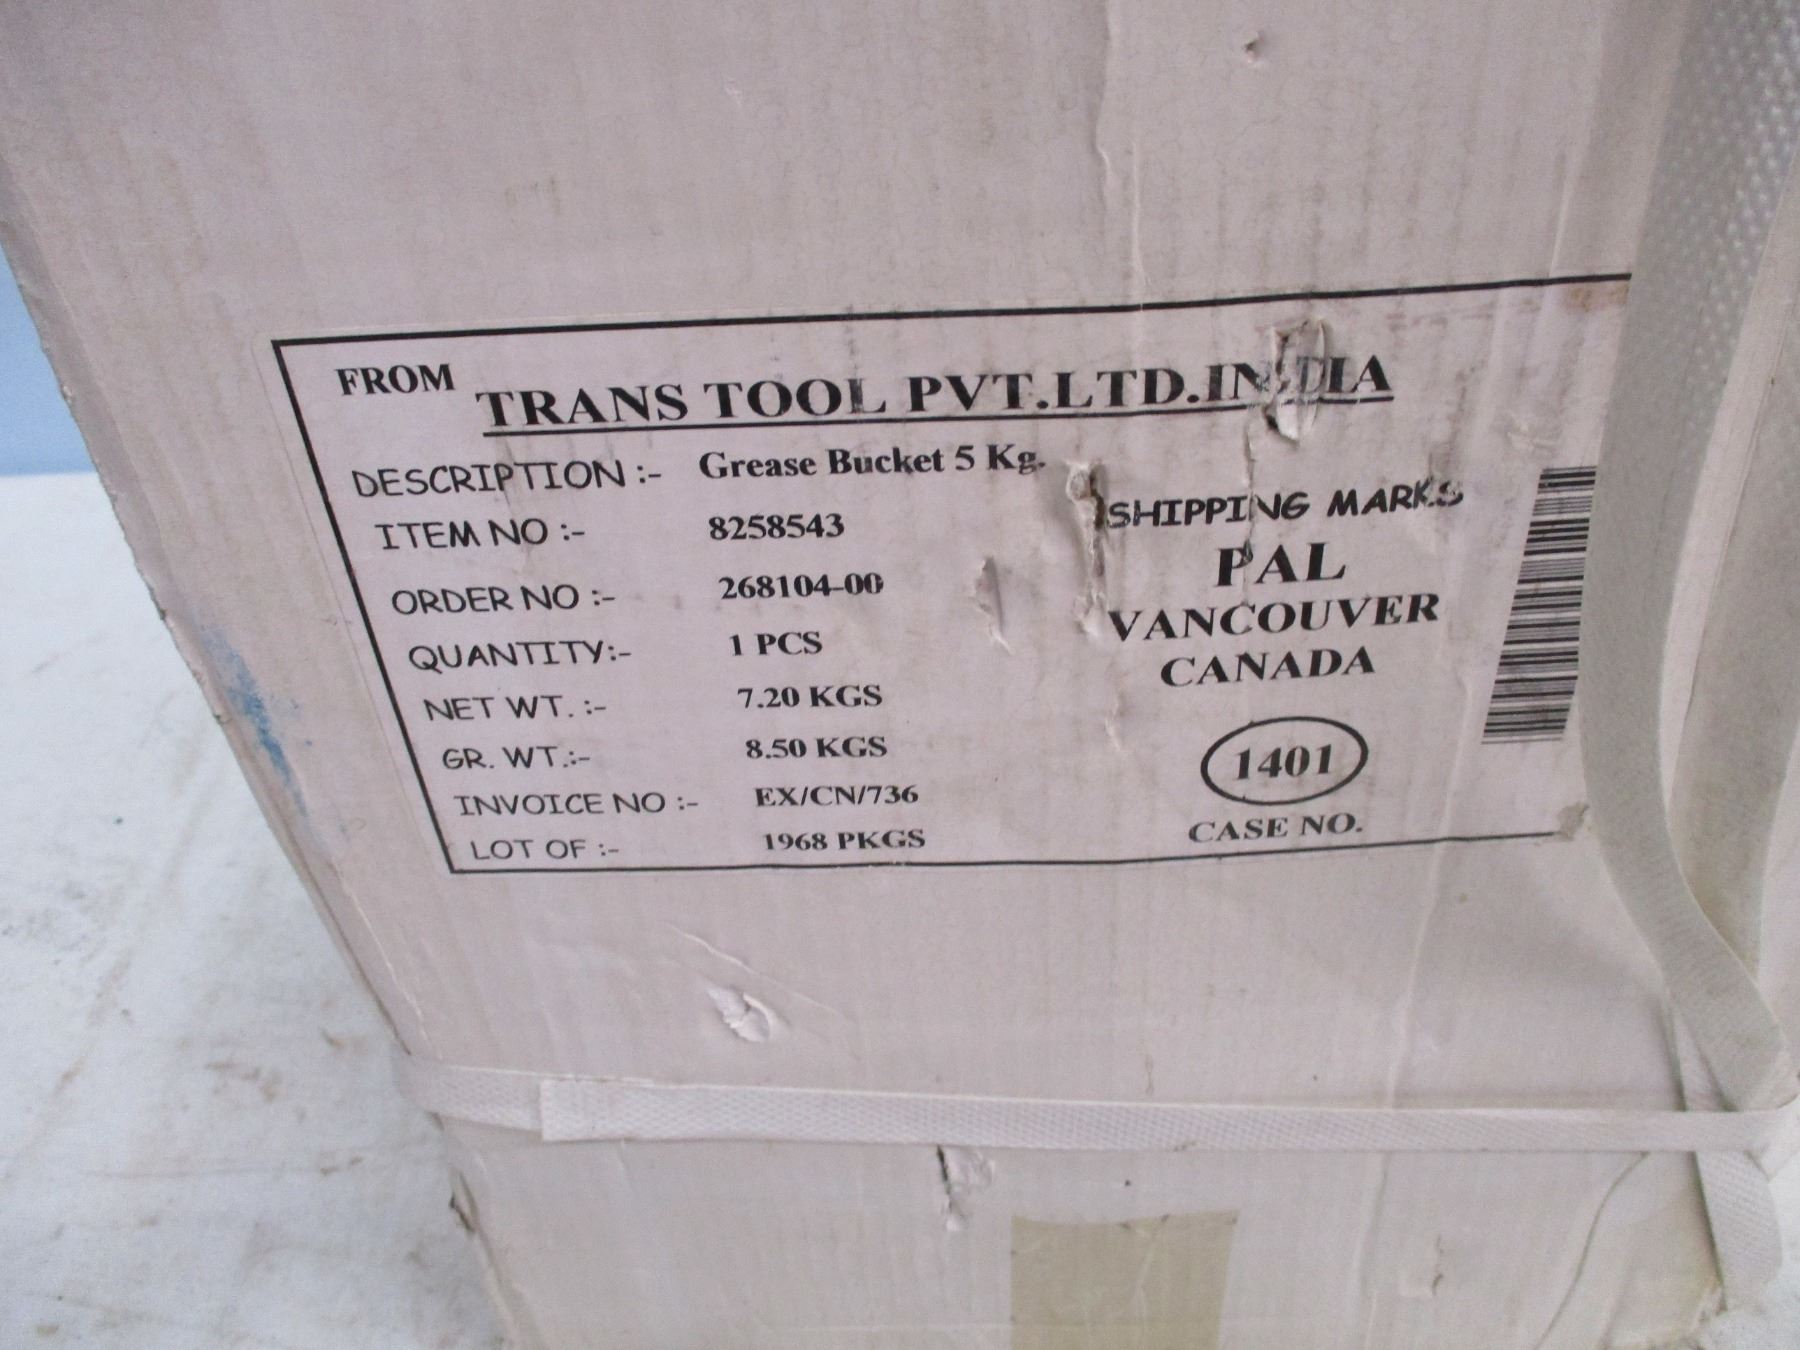 FROM
TRANS TOOL PVT.LTD.INDIA
DESCRIPTION :- Grease Bucket 5 Kg.
ITEM NO :- 8258543
ORDER NO :- 268104-00
QUANTITY:- 1 PCS
NET WT. :- 7.20 KGS
GR. WT.:- 8.50 KGS
INVOICE NO :- EX/CN/736
LOT OF :- 1968 PKGS
SHIPPING MARKS
PAL
VANCOUVER
CANADA
1401
CASE NO.